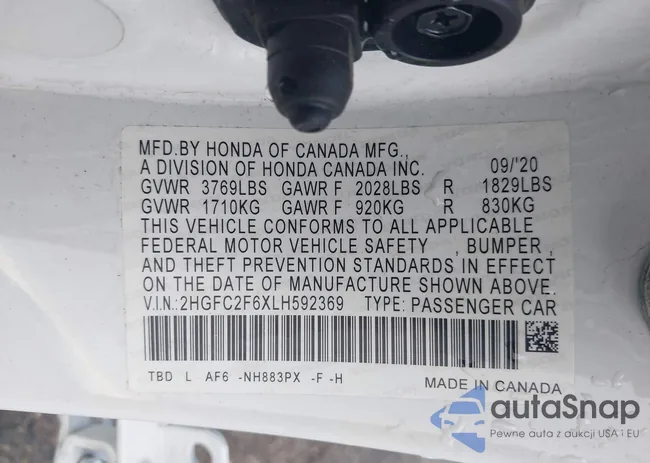 MFD.BY HONDA OF CANADA MFG.,
A DIVISION OF HONDA CANADA INC. 09/'20
GVWR 3769LBS GAWR F 2028LBS R 1829LBS
GVWR 1710KG GAWR F 920KG R 830KG
THIS VEHICLE CONFORMS TO ALL APPLICABLE
FEDERAL MOTOR VEHICLE SAFETY , BUMPER ,
AND THEFT PREVENTION STANDARDS IN EFFECT
ON THE DATE OF MANUFACTURE SHOWN ABOVE.
V.I.N.:2HGFC2F6XLH592369 TYPE: PASSENGER CAR
TBD L AF6 -NH883PX -F -H
MADE IN CANADA
autaSnap
Pewne auta z aukcji USA i EU